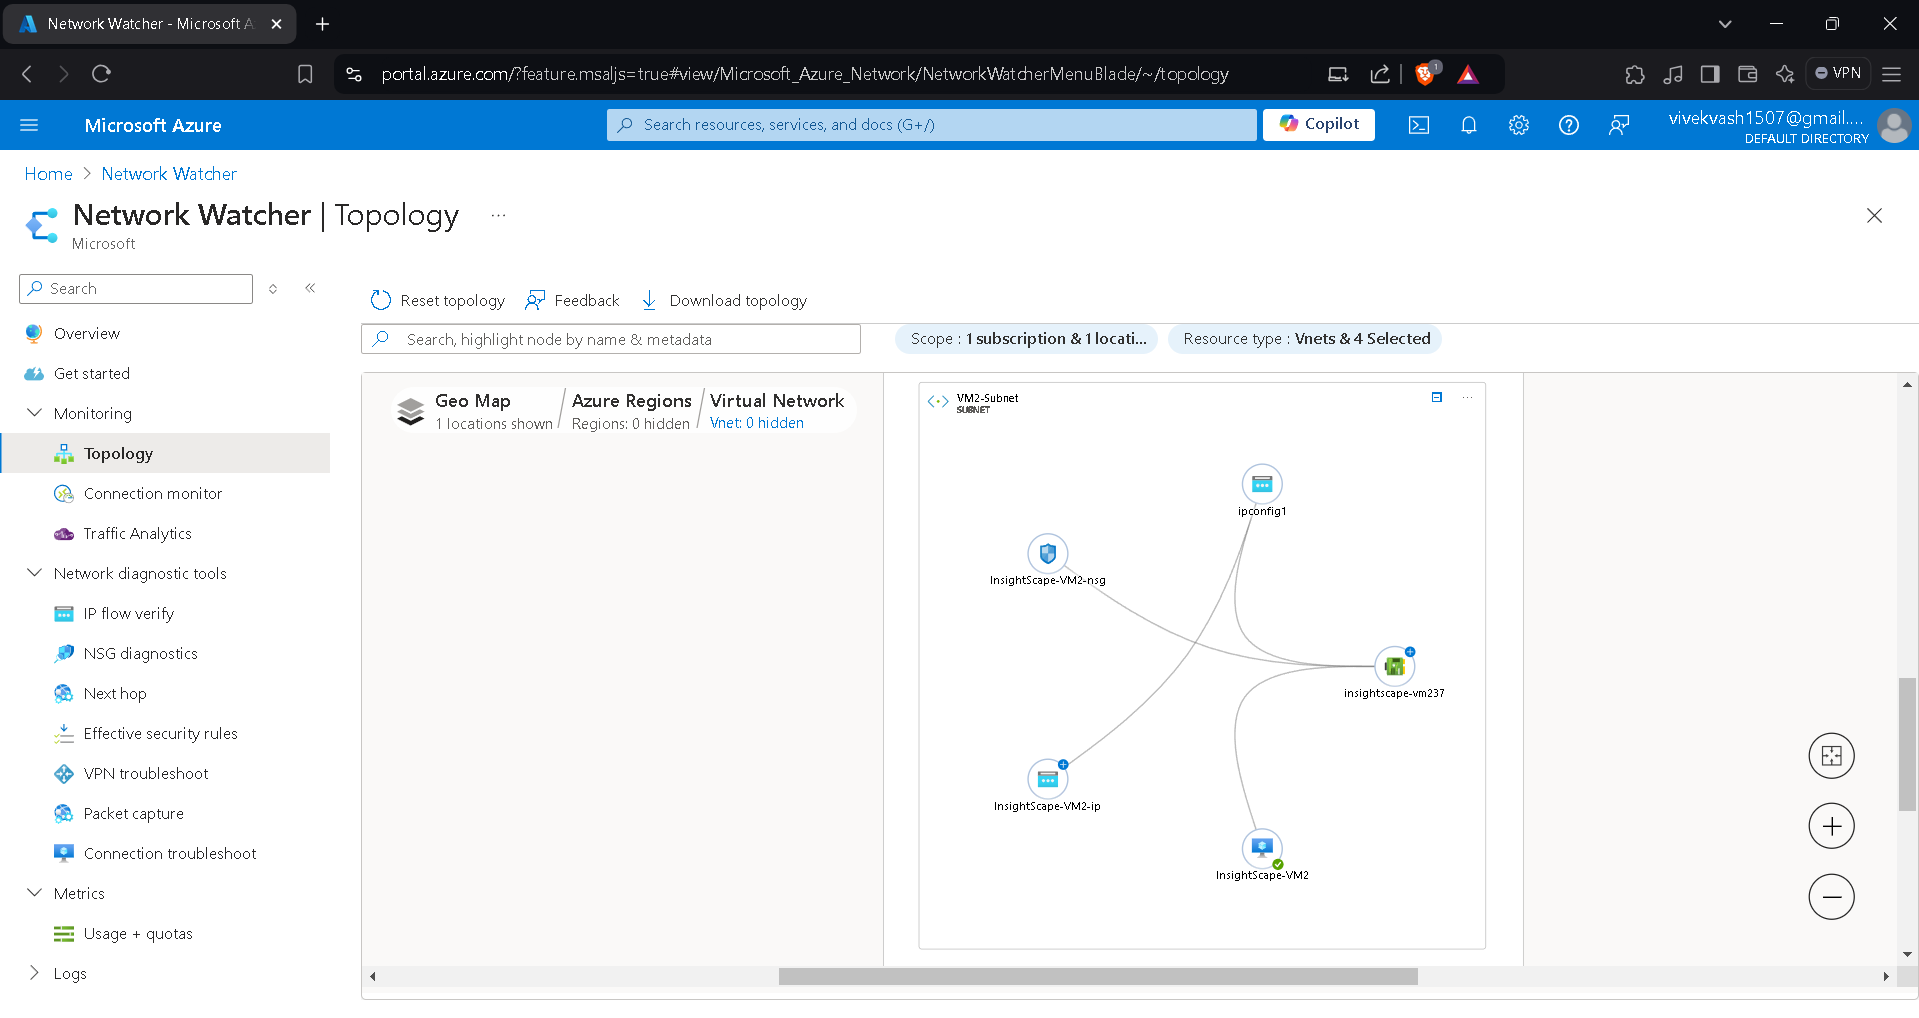 Network Watcher - Microsoft A
portal.azure.com/?feature.msaljs=true#view/Microsoft_Azure_Network/NetworkWatcherMenuBlade/~/topology
1
VPN
Microsoft Azure
Search resources, services, and docs (G+/)
Copilot
vivekvash1507@gmail....
DEFAULT DIRECTORY
Home > Network Watcher
Network Watcher | Topology ...
Microsoft
Search
Overview
Get started
Monitoring
Topology
Connection monitor
Traffic Analytics
Network diagnostic tools
IP flow verify
NSG diagnostics
Next hop
Effective security rules
VPN troubleshoot
Packet capture
Connection troubleshoot
Metrics
Usage + quotas
Logs
Reset topology
Feedback
Download topology
Search, highlight node by name & metadata
Scope : 1 subscription & 1 locati...
Resource type : Vnets & 4 Selected
Geo Map
1 locations shown
Azure Regions
Regions: 0 hidden
Virtual Network
Vnet: 0 hidden
VM2-Subnet
SUBNET
ipconfig1
InsightScape-VM2-nsg
insightscape-vm237
InsightScape-VM2-ip
InsightScape-VM2